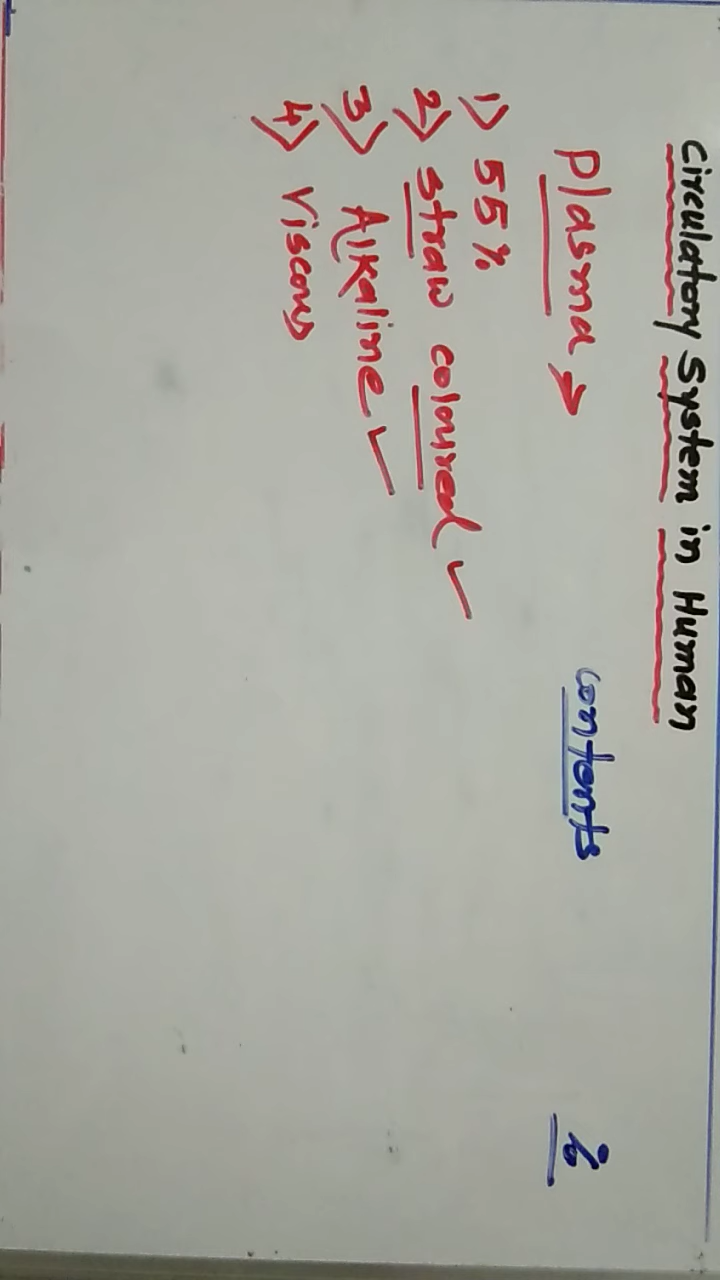 Circulatory System in Human
Plasma → contents %
1) 55%
2) straw coloured ✓
3) Alkaline ✓
4) Viscous